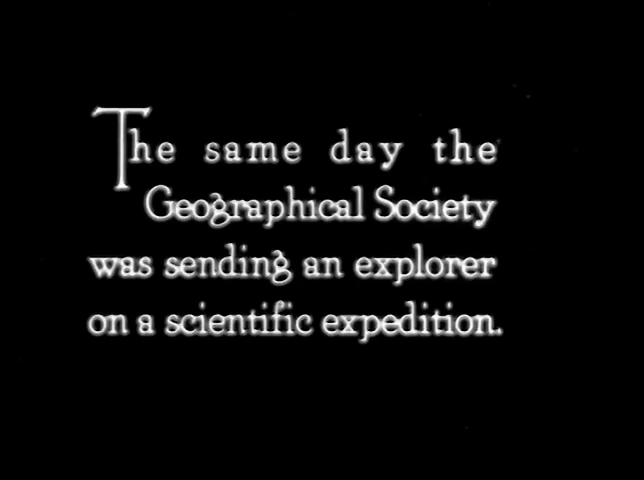 The same day the
Geographical Society
was sending an explorer
on a scientific expedition.